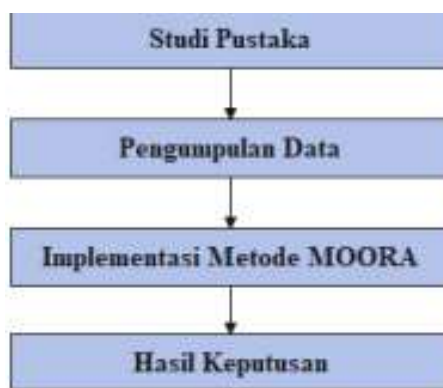 Studi Pustaka
Pengumpulan Data
Implementasi Metode MOORA
Hasil Keputusan